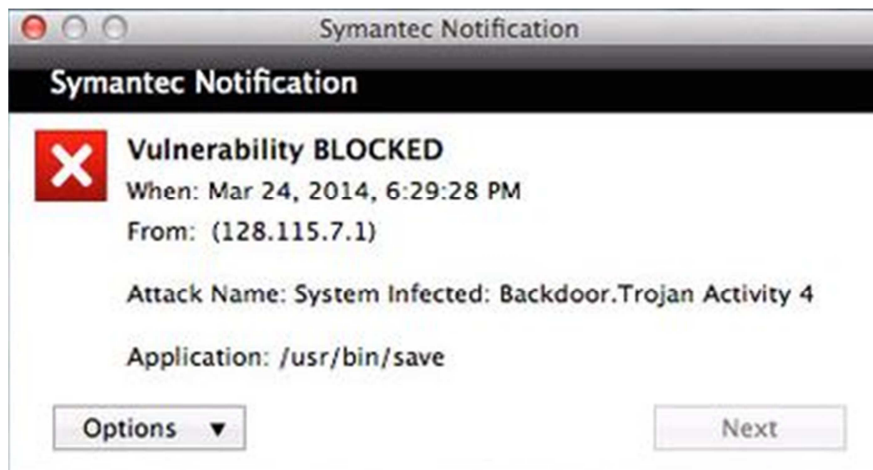 Symantec Notification
Symantec Notification
Vulnerability BLOCKED
When: Mar 24, 2014, 6:29:28 PM
From: (128.115.7.1)
Attack Name: System Infected: Backdoor.Trojan Activity 4
Application: /usr/bin/save
Options ▼
Next